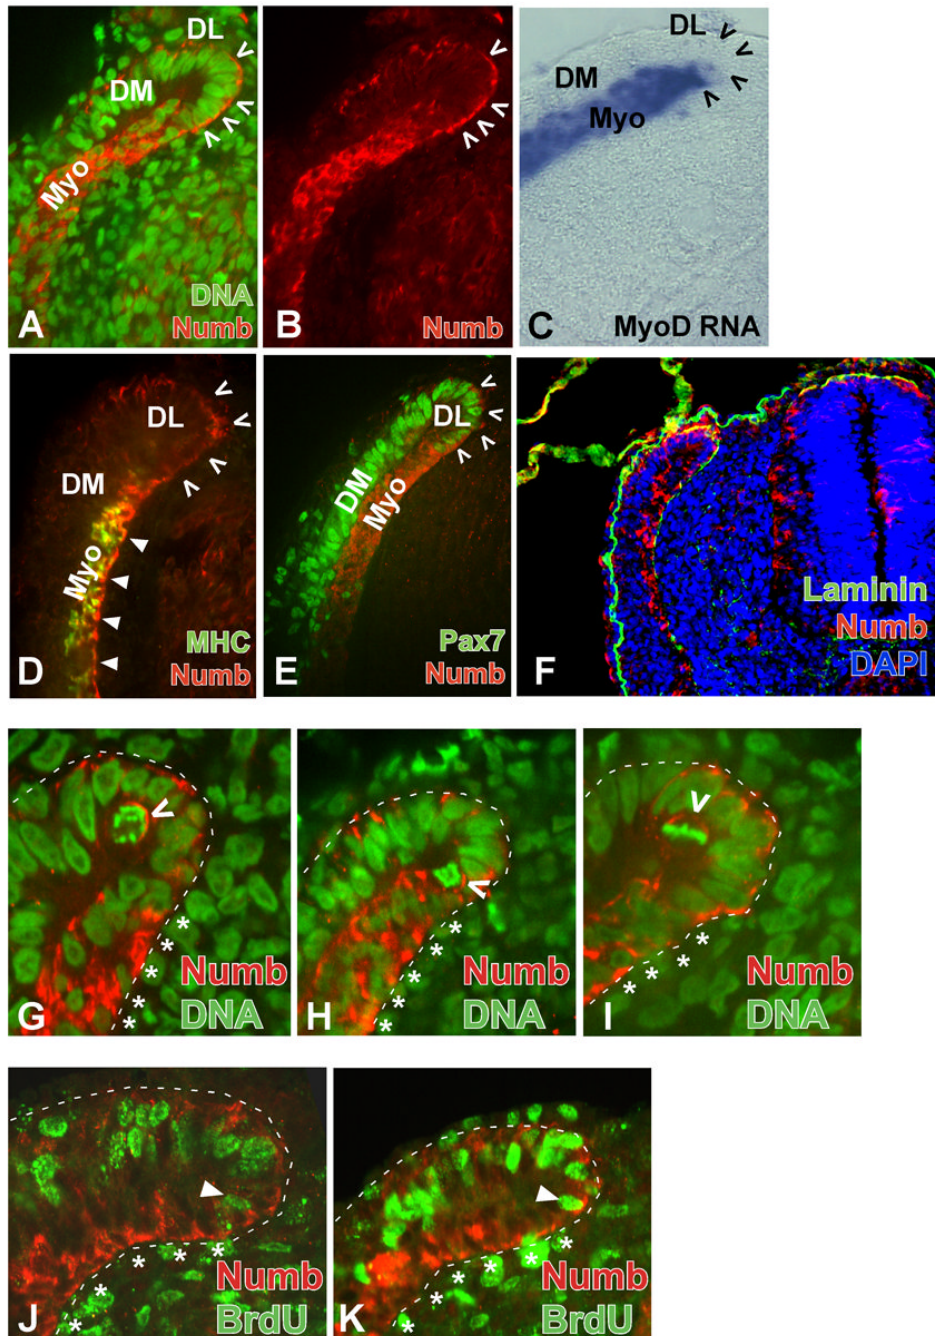 DL
DM
Myo
DNA
A
Numb
B
Numb
DL
DM
Myo
C
MyoD RNA
DL
DM
Myo
MHC
D
Numb
DL
DM
Myo
Pax7
E
Numb
Laminin
Numb
F
DAPI
Numb
G
DNA
Numb
H
DNA
Numb
I
DNA
Numb
J
BrdU
Numb
K
BrdU